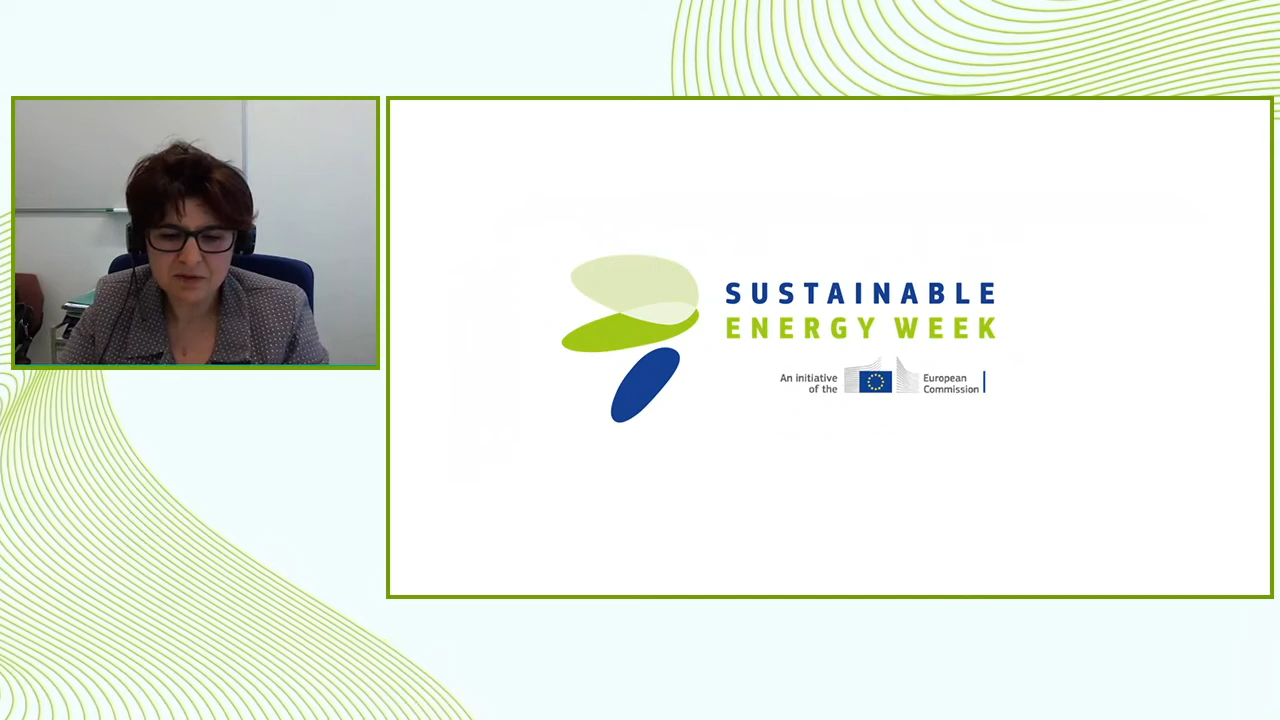 SUSTAINABLE
ENERGY WEEK
An initiative
of the
European
Commission